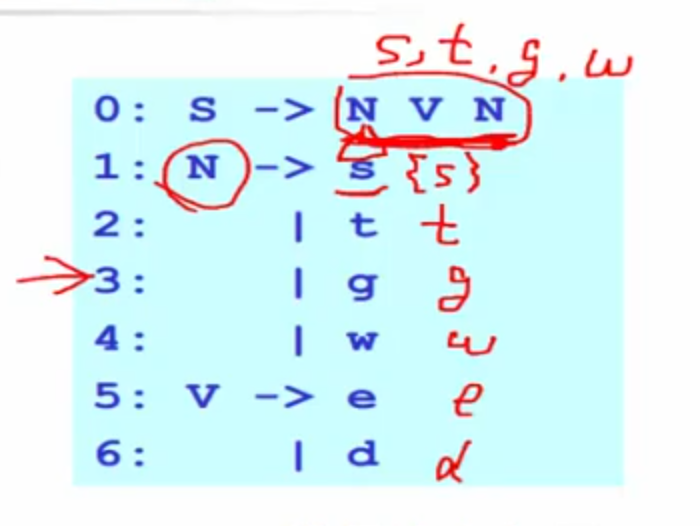 s, t, g, w
0: S -> N V N
1: N -> s {s}
2: | t t
3: | g g
4: | w w
5: V -> e e
6: | d d